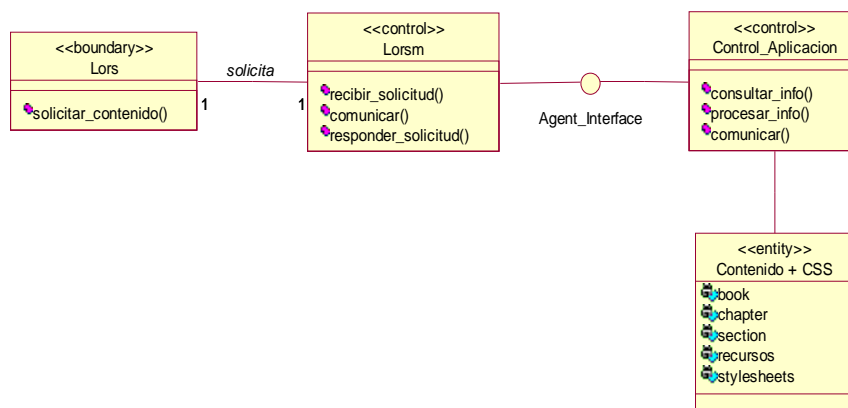 <<boundary>>
Lors
solicitar_contenido()
solicita
1
1
<<control>>
Lorsm
recibir_solicitud()
comunicar()
responder_solicitud()
Agent_Interface
<<control>>
Control_Aplicacion
consultar_info()
procesar_info()
comunicar()
<<entity>>
Contenido + CSS
book
chapter
section
recursos
stylesheets